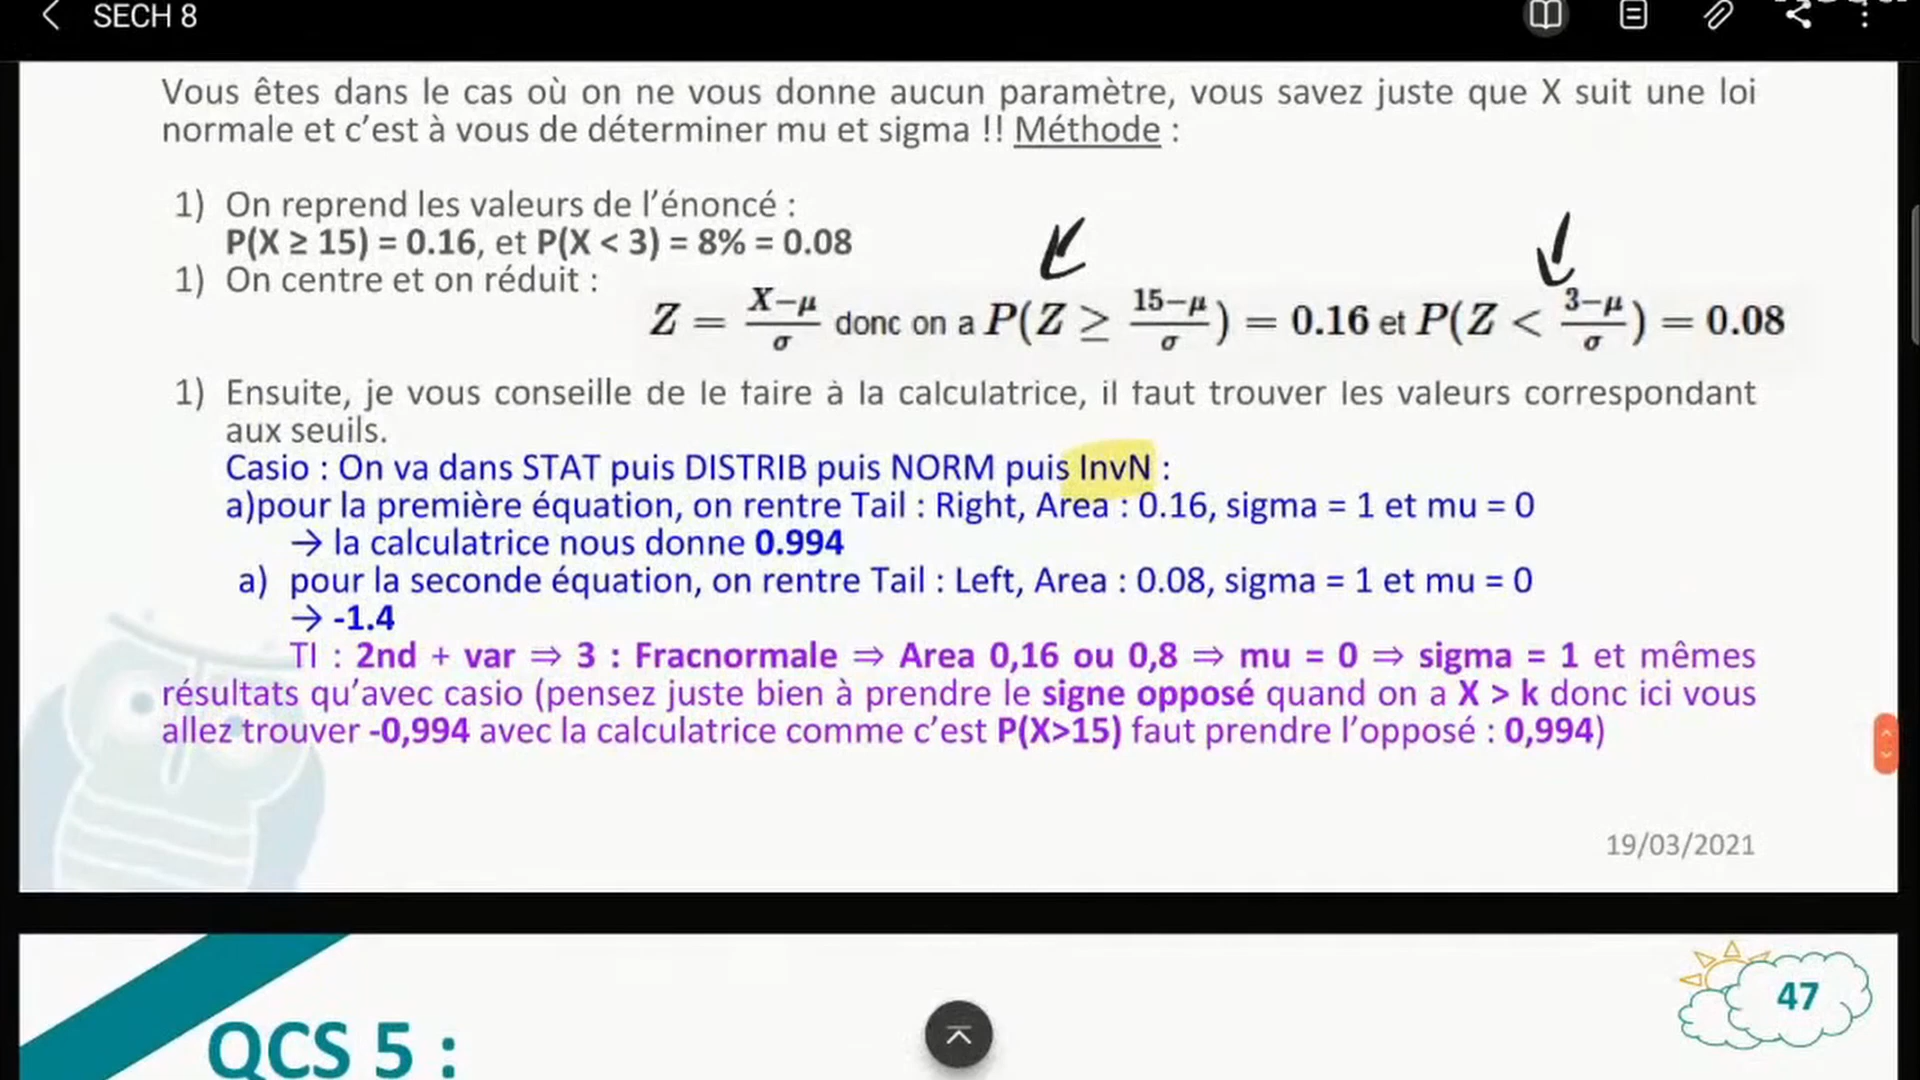 SECH 8
Vous êtes dans le cas où on ne vous donne aucun paramètre, vous savez juste que X suit une loi
normale et c'est à vous de déterminer mu et sigma !! Méthode :
1) On reprend les valeurs de l'énoncé :
P(X ≥ 15) = 0.16, et P(X < 3) = 8% = 0.08
1) On centre et on réduit :
Z = X−μ/σ donc on a P(Z ≥ 15−μ/σ) = 0.16 et P(Z < 3−μ/σ) = 0.08
1) Ensuite, je vous conseille de le faire à la calculatrice, il faut trouver les valeurs correspondant
aux seuils.
Casio : On va dans STAT puis DISTRIB puis NORM puis InvN :
a)pour la première équation, on rentre Tail : Right, Area : 0.16, sigma = 1 et mu = 0
→ la calculatrice nous donne 0.994
a) pour la seconde équation, on rentre Tail : Left, Area : 0.08, sigma = 1 et mu = 0
→ -1.4
TI : 2nd + var ⇒ 3 : Fracnormale ⇒ Area 0,16 ou 0,8 ⇒ mu = 0 ⇒ sigma = 1 et mêmes
résultats qu'avec casio (pensez juste bien à prendre le signe opposé quand on a X > k donc ici vous
allez trouver -0,994 avec la calculatrice comme c'est P(X>15) faut prendre l'opposé : 0,994)
19/03/2021
47
QCS 5 :